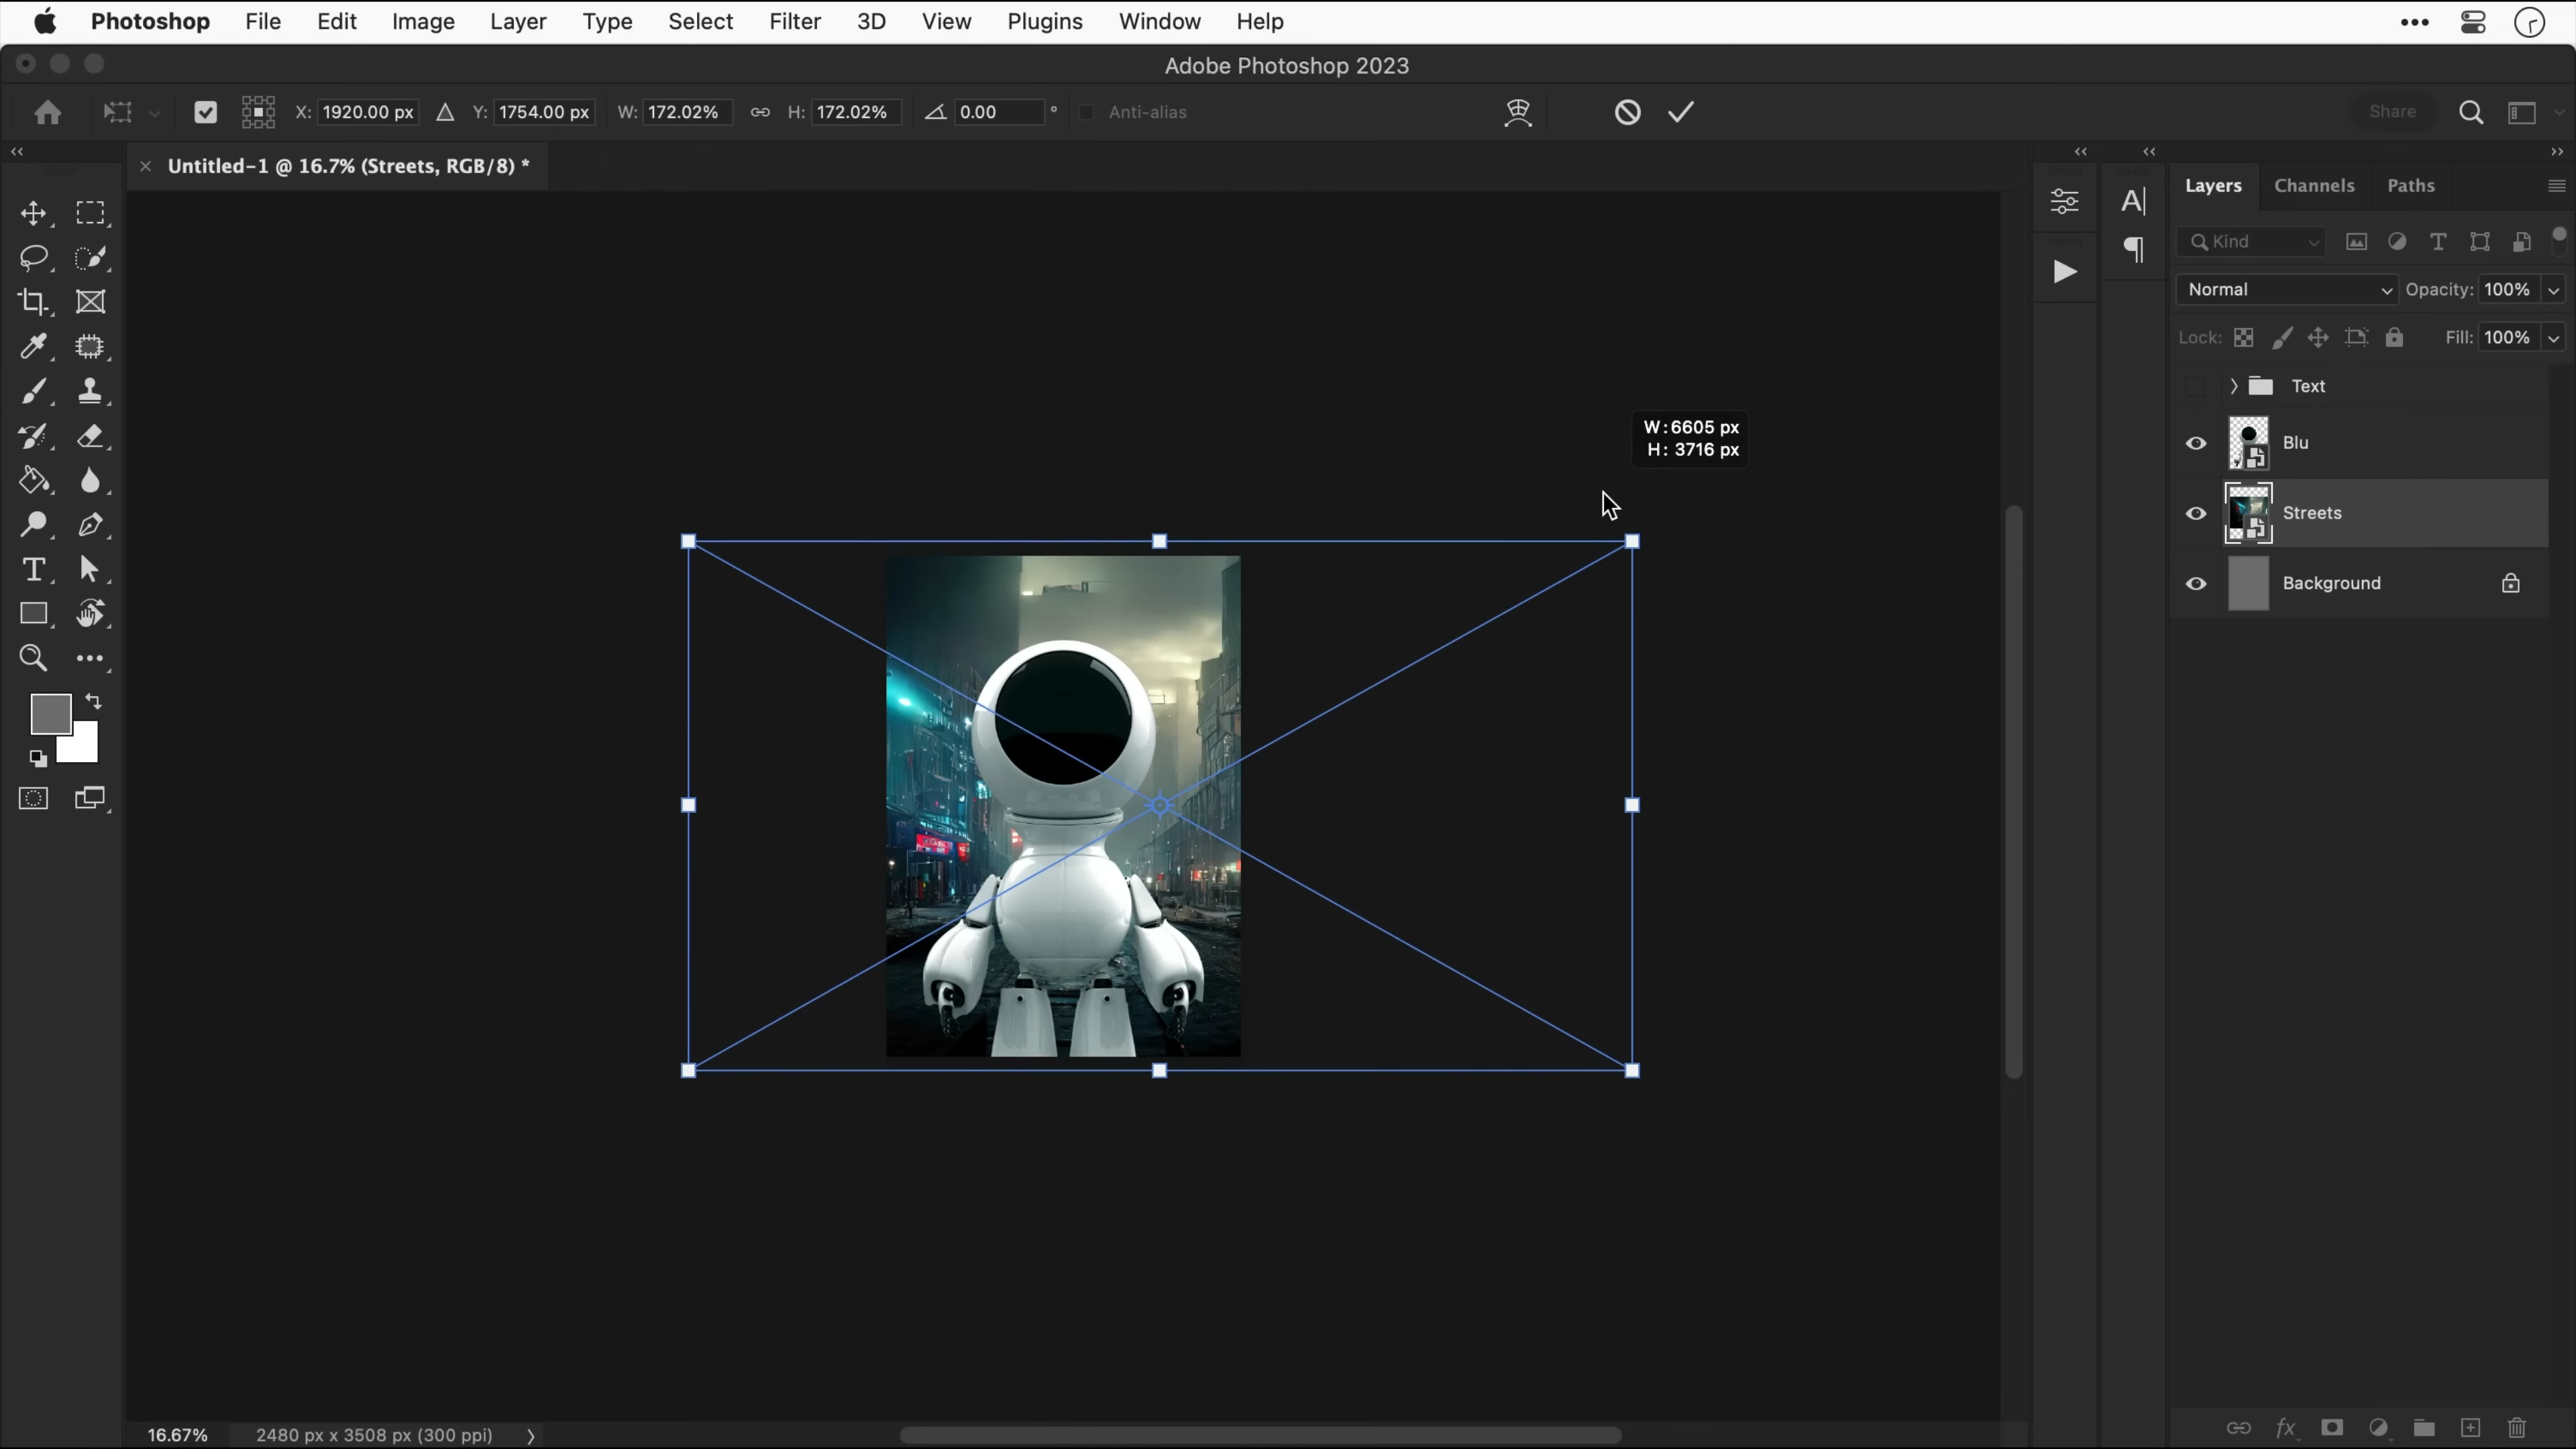 Photoshop File Edit Image Layer Type Select Filter 3D View Plugins Window Help
Adobe Photoshop 2023
X: 1920.00 px Y: 1754.00 px W: 172.02% H: 172.02% 0.00 ° Anti-alias Share
Untitled-1 @ 16.7% (Streets, RGB/8) *
Layers Channels Paths
Kind
Normal Opacity: 100%
Lock: Fill: 100%
Text
W: 6605 px
H: 3716 px
Blu
Streets
Background
16.67% 2480 px x 3508 px (300 ppi)